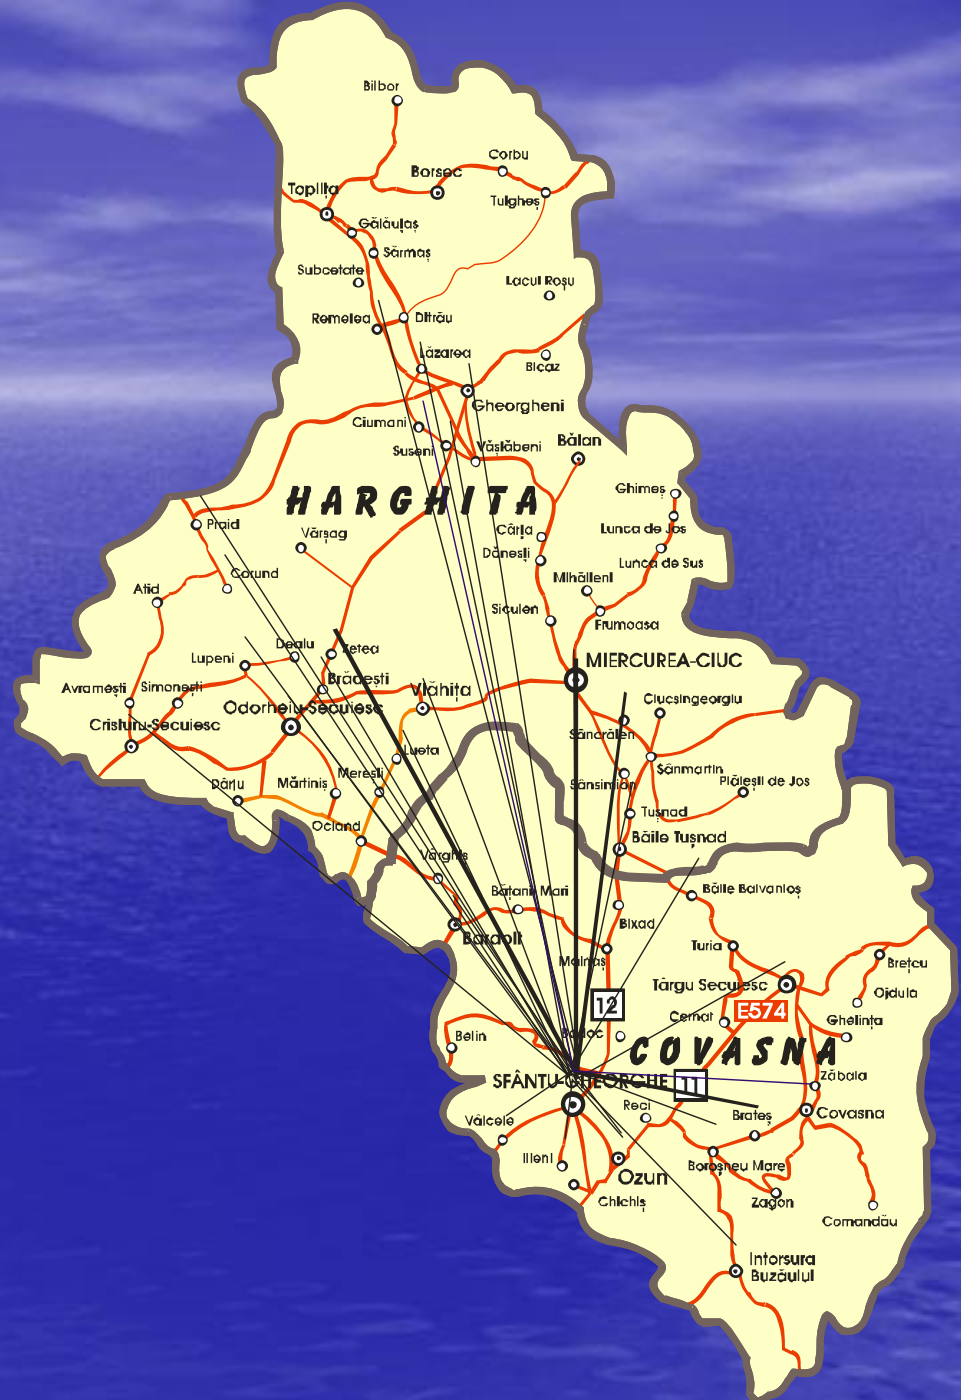 Bilbor
Corbu
Borsec
Toplița
Tulgheș
Gălăuțaș
Sărmaș
Subcetate
Lacul Roșu
Remetea
Ditrău
Lăzarea
Bicaz
Gheorgheni
Ciumani
Suseni
Văslăbeni
Bălan
HARGHITA
Ghimeș
Praid
Vărșag
Cârța
Lunca de Jos
Dănești
Lunca de Sus
Corund
Mihăileni
Atid
Siculeni
Frumoasa
Dealu
Zetea
Lupeni
MIERCUREA-CIUC
Brădești
Avramești
Simonești
Vlăhița
Odorheiu-Secuiesc
Ciucsingeorgiu
Cristuru-Secuiesc
Sâncrăien
Lueta
Sânmartin
Merești
Dârju
Mărtiniș
Sânsimion
Plăieșii de Jos
Tușnad
Ocland
Băile Tușnad
Vârghiș
Bățanii Mari
Băile Balvanioș
Bixad
Baraolt
Turia
Malnaș
Brețcu
Târgu Secuiesc
Ojdula
12
E574
Cernat
Ghelința
Belin
Bodoc
COVASNA
SFÂNTU-GHEORGHE
11
Zăbala
Reci
Vâlcele
Brateș
Covasna
Ilieni
Boroșneu Mare
Ozun
Chichiș
Zagon
Comandău
Intorsura
Buzăului